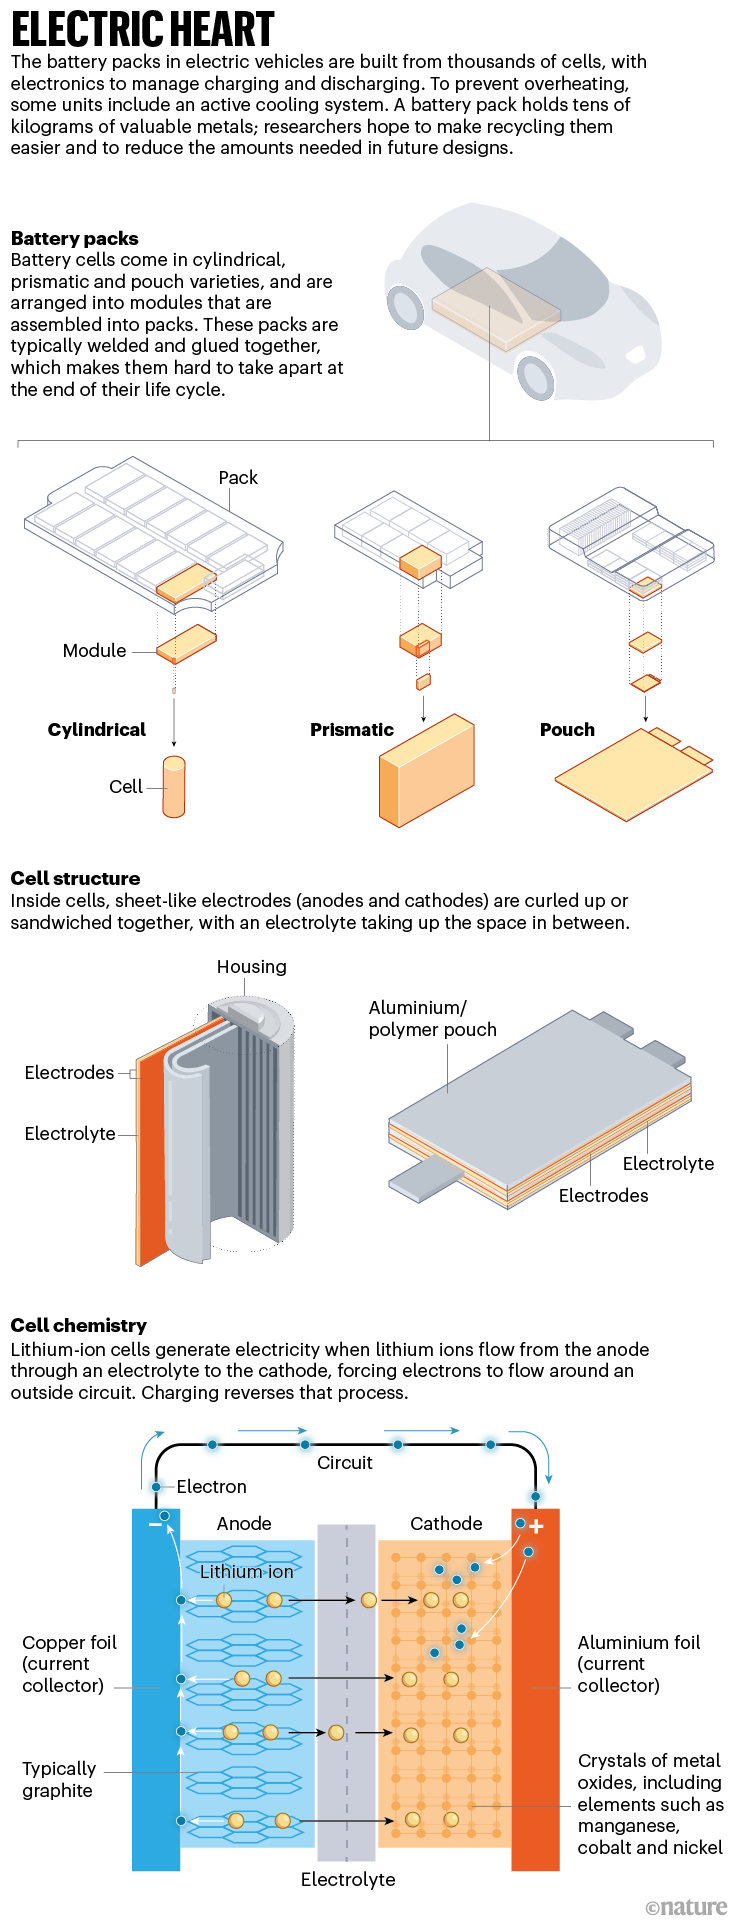 ELECTRIC HEART
The battery packs in electric vehicles are built from thousands of cells, with
electronics to manage charging and discharging. To prevent overheating,
some units include an active cooling system. A battery pack holds tens of
kilograms of valuable metals; researchers hope to make recycling them
easier and to reduce the amounts needed in future designs.
Battery packs
Battery cells come in cylindrical,
prismatic and pouch varieties, and are
arranged into modules that are
assembled into packs. These packs are
typically welded and glued together,
which makes them hard to take apart at
the end of their life cycle.
Pack
Module
Cylindrical
Prismatic
Pouch
Cell
Cell structure
Inside cells, sheet-like electrodes (anodes and cathodes) are curled up or
sandwiched together, with an electrolyte taking up the space in between.
Housing
Electrodes
Electrolyte
Aluminium/
polymer pouch
Electrolyte
Electrodes
Cell chemistry
Lithium-ion cells generate electricity when lithium ions flow from the anode
through an electrolyte to the cathode, forcing electrons to flow around an
outside circuit. Charging reverses that process.
Circuit
Electron
–
Anode
Cathode
+
Lithium ion
Copper foil
(current
collector)
Aluminium foil
(current
collector)
Typically
graphite
Crystals of metal
oxides, including
elements such as
manganese,
cobalt and nickel
Electrolyte
©nature